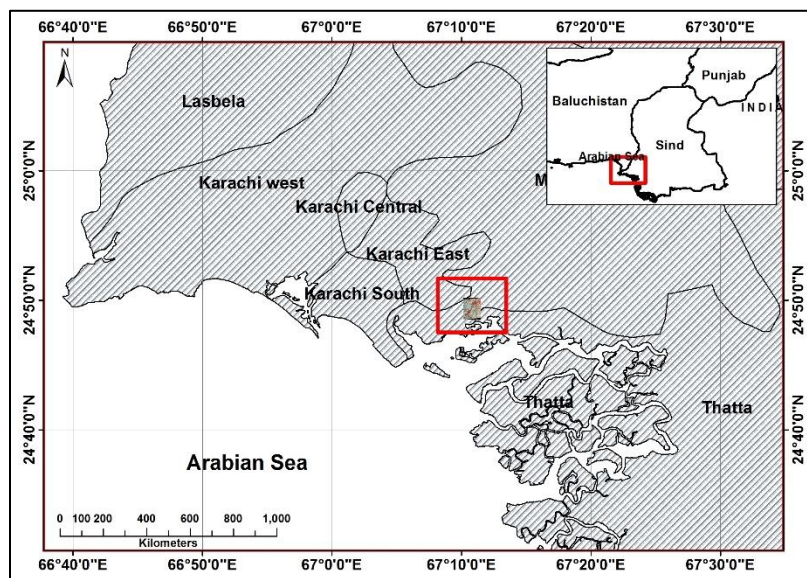 66°40'0"E 66°50'0"E 67°0'0"E 67°10'0"E 67°20'0"E 67°30'0"E
N
Lasbela
Punjab
Baluchistan
INDIA
Sind
Arabian Sea
25°0'0"N
25°0'0"N
Karachi west
M
Karachi Central
Karachi East
Karachi South
24°50'0"N
24°50'0"N
Thatta
Thatta
24°40'0"N
24°40'0"N
Arabian Sea
0 100 200 400 600 800 1,000
Kilometers
66°40'0"E 66°50'0"E 67°0'0"E 67°10'0"E 67°20'0"E 67°30'0"E